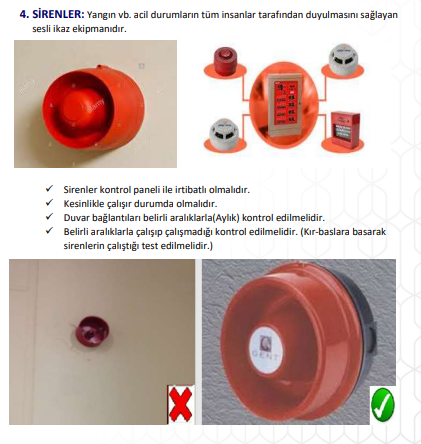 4. SİRENLER: Yangın vb. acil durumların tüm insanlar tarafından duyulmasını sağlayan
sesli ikaz ekipmanıdır.
✓ Sirenler kontrol paneli ile irtibatlı olmalıdır.
✓ Kesinlikle çalışır durumda olmalıdır.
✓ Duvar bağlantıları belirli aralıklarla(Aylık) kontrol edilmelidir.
✓ Belirli aralıklarla çalışıp çalışmadığı kontrol edilmelidir. (Kır-baslara basarak
sirenlerin çalıştığı test edilmelidir.)
GENT